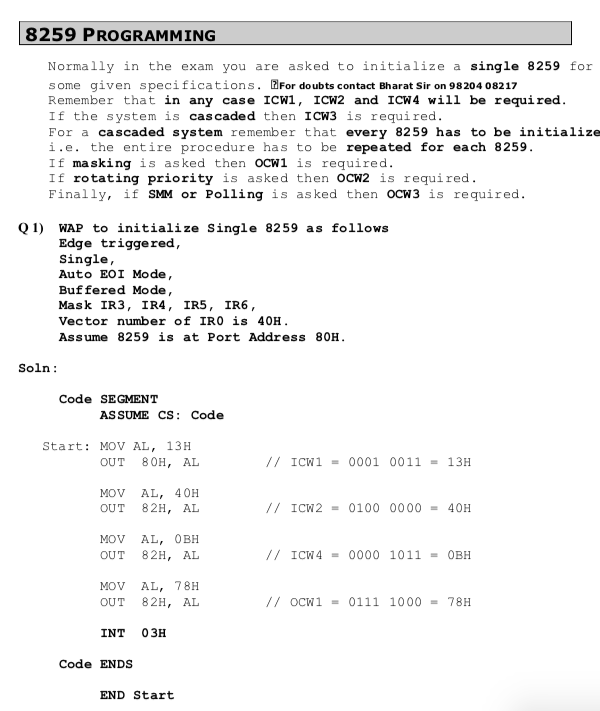 8259 PROGRAMMING
Normally in the exam you are asked to initialize a single 8259 for
some given specifications. For doubts contact Bharat Sir on 98204 08217
Remember that in any case ICW1, ICW2 and ICW4 will be required.
If the system is cascaded then ICW3 is required.
For a cascaded system remember that every 8259 has to be initialize
i.e. the entire procedure has to be repeated for each 8259.
If masking is asked then OCW1 is required.
If rotating priority is asked then OCW2 is required.
Finally, if SMM or Polling is asked then OCW3 is required.
Q 1) WAP to initialize Single 8259 as follows
Edge triggered,
Single,
Auto EOI Mode,
Buffered Mode,
Mask IR3, IR4, IR5, IR6,
Vector number of IR0 is 40H.
Assume 8259 is at Port Address 80H.
Soln:
Code SEGMENT
ASSUME CS: Code
Start: MOV AL, 13H
OUT 80H, AL // ICW1 = 0001 0011 = 13H
MOV AL, 40H
OUT 82H, AL // ICW2 = 0100 0000 = 40H
MOV AL, 0BH
OUT 82H, AL // ICW4 = 0000 1011 = 0BH
MOV AL, 78H
OUT 82H, AL // OCW1 = 0111 1000 = 78H
INT 03H
Code ENDS
END Start